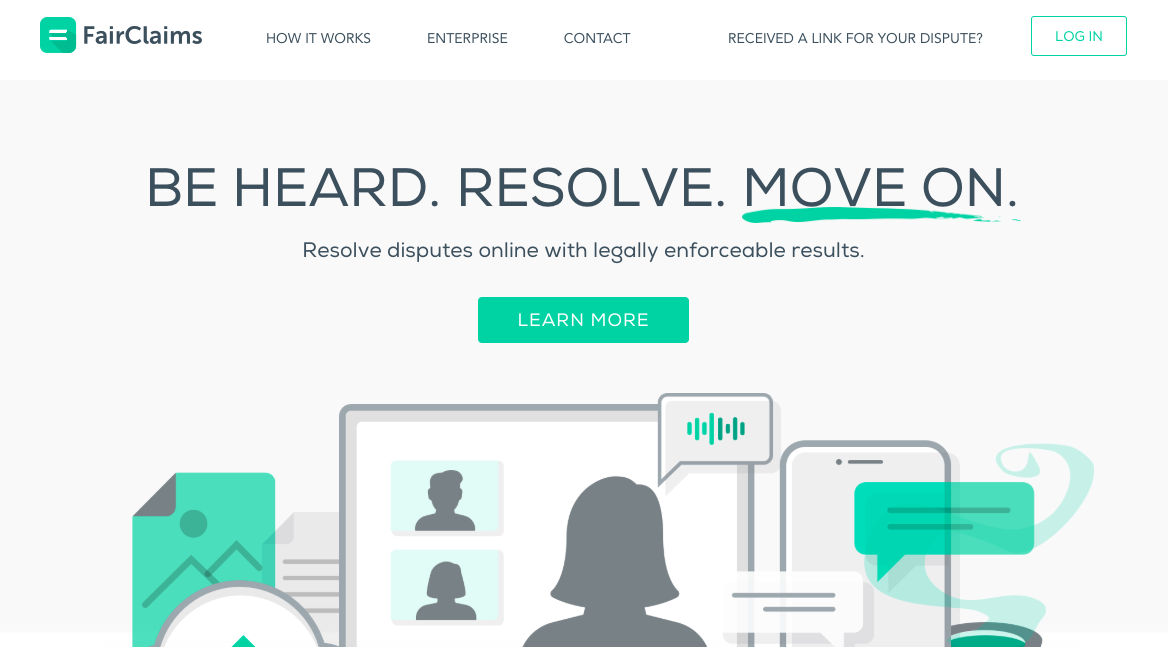 FairClaims
HOW IT WORKS
ENTERPRISE
CONTACT
RECEIVED A LINK FOR YOUR DISPUTE?
LOG IN
BE HEARD. RESOLVE. MOVE ON.
Resolve disputes online with legally enforceable results.
LEARN MORE